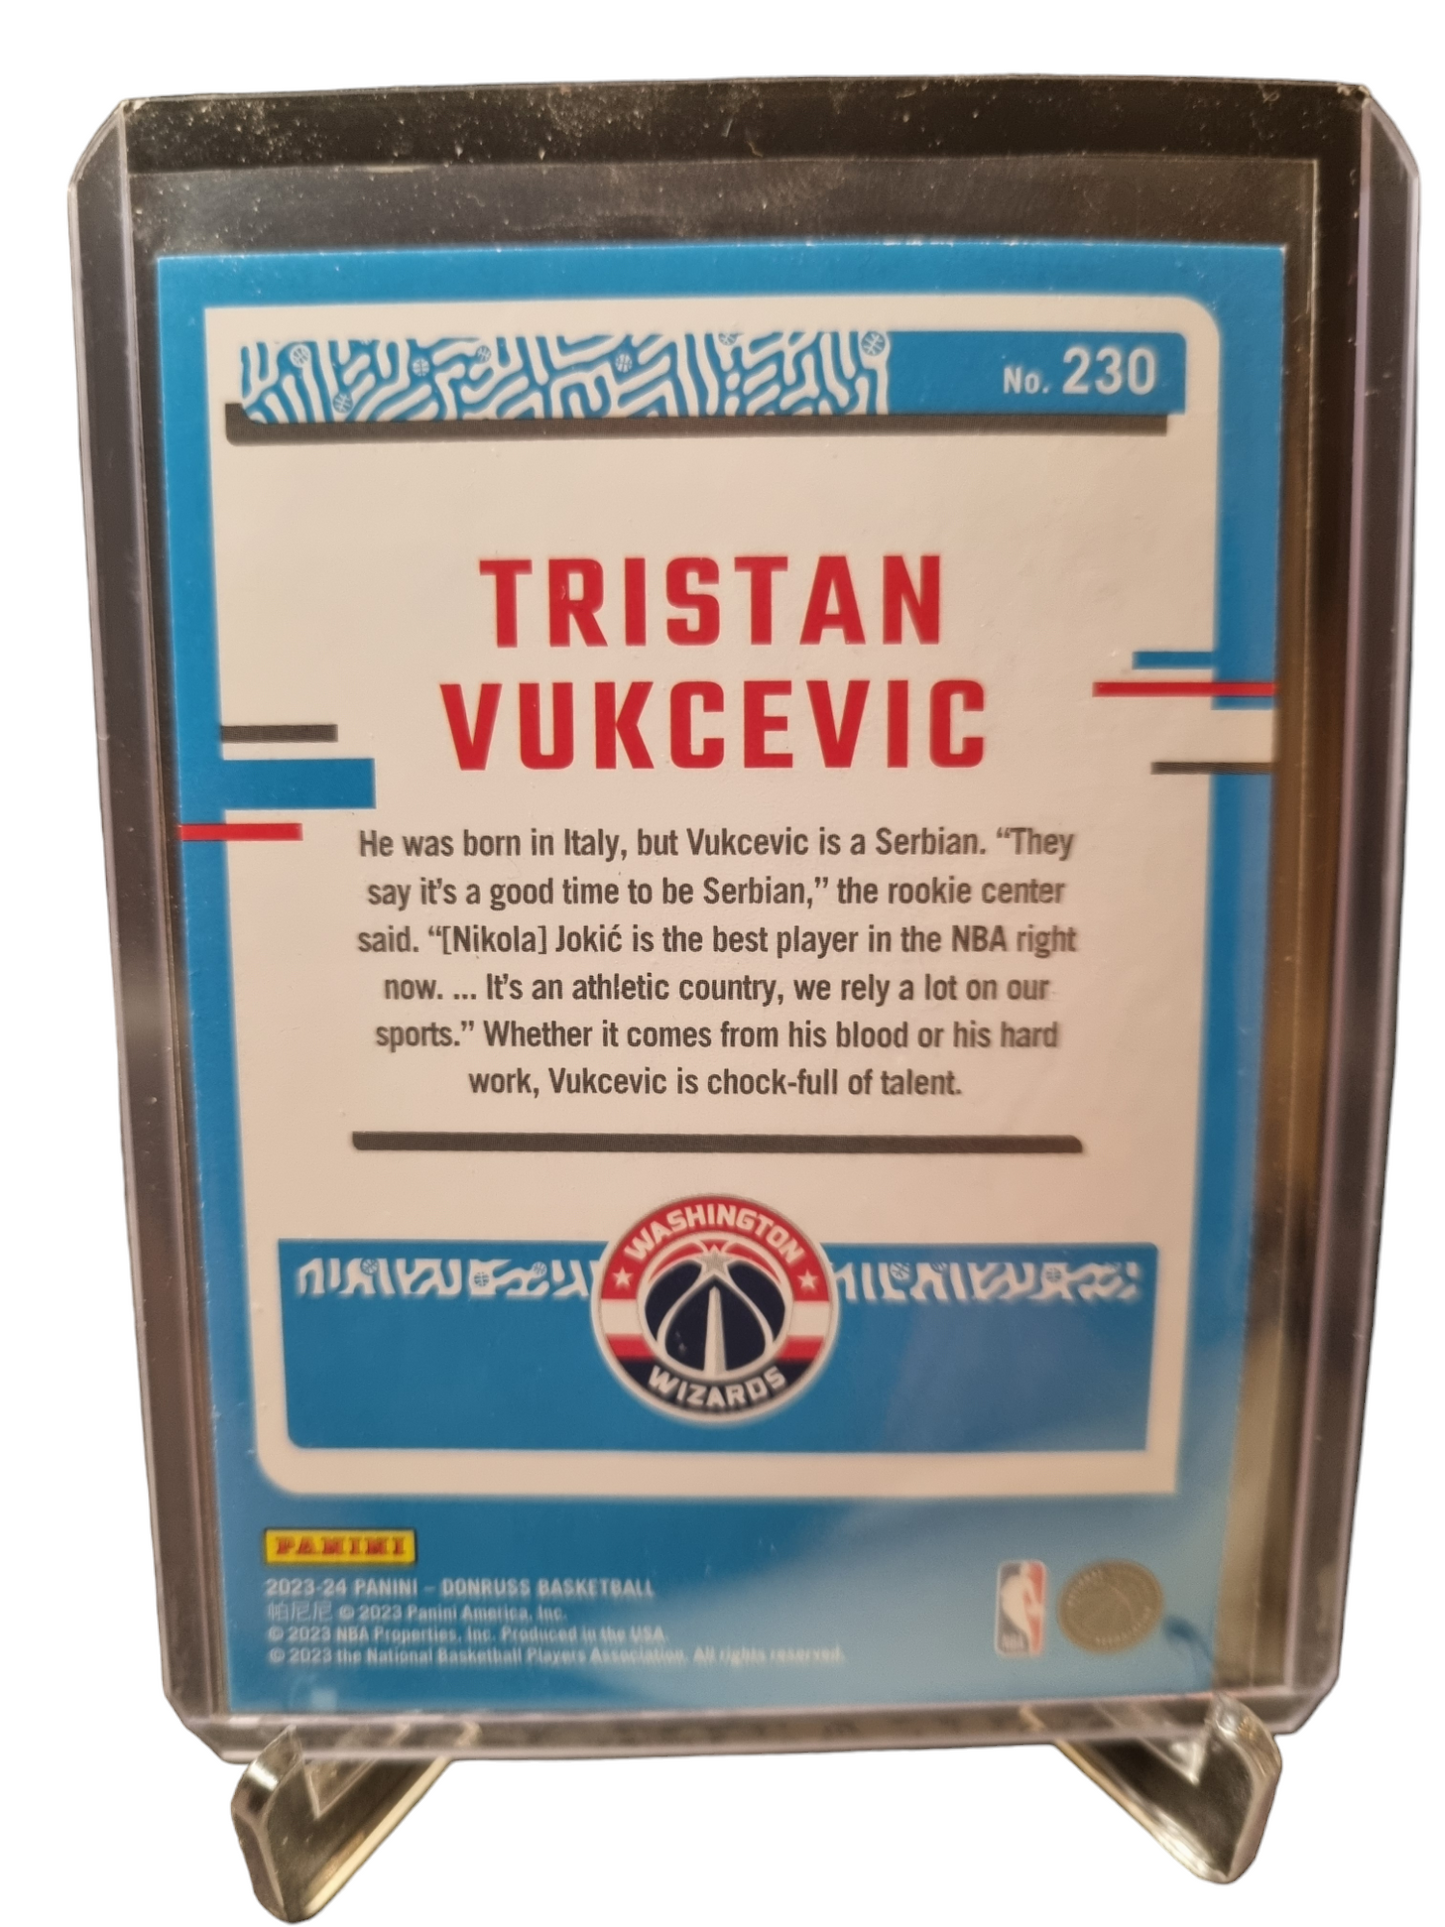 No. 230
TRISTAN
VUKCEVIC
He was born in Italy, but Vukcevic is a Serbian. “They
say it’s a good time to be Serbian,” the rookie center
said. “[Nikola] Jokić is the best player in the NBA right
now. ... It’s an athletic country, we rely a lot on our
sports.” Whether it comes from his blood or his hard
work, Vukcevic is chock-full of talent.
WASHINGTON
WIZARDS
PANINI
2023-24 PANINI – DONRUSS BASKETBALL
帕尼尼 © 2023 Panini America, Inc.
© 2023 NBA Properties, Inc. Produced in the USA.
© 2023 the National Basketball Players Association. All rights reserved.
NBA